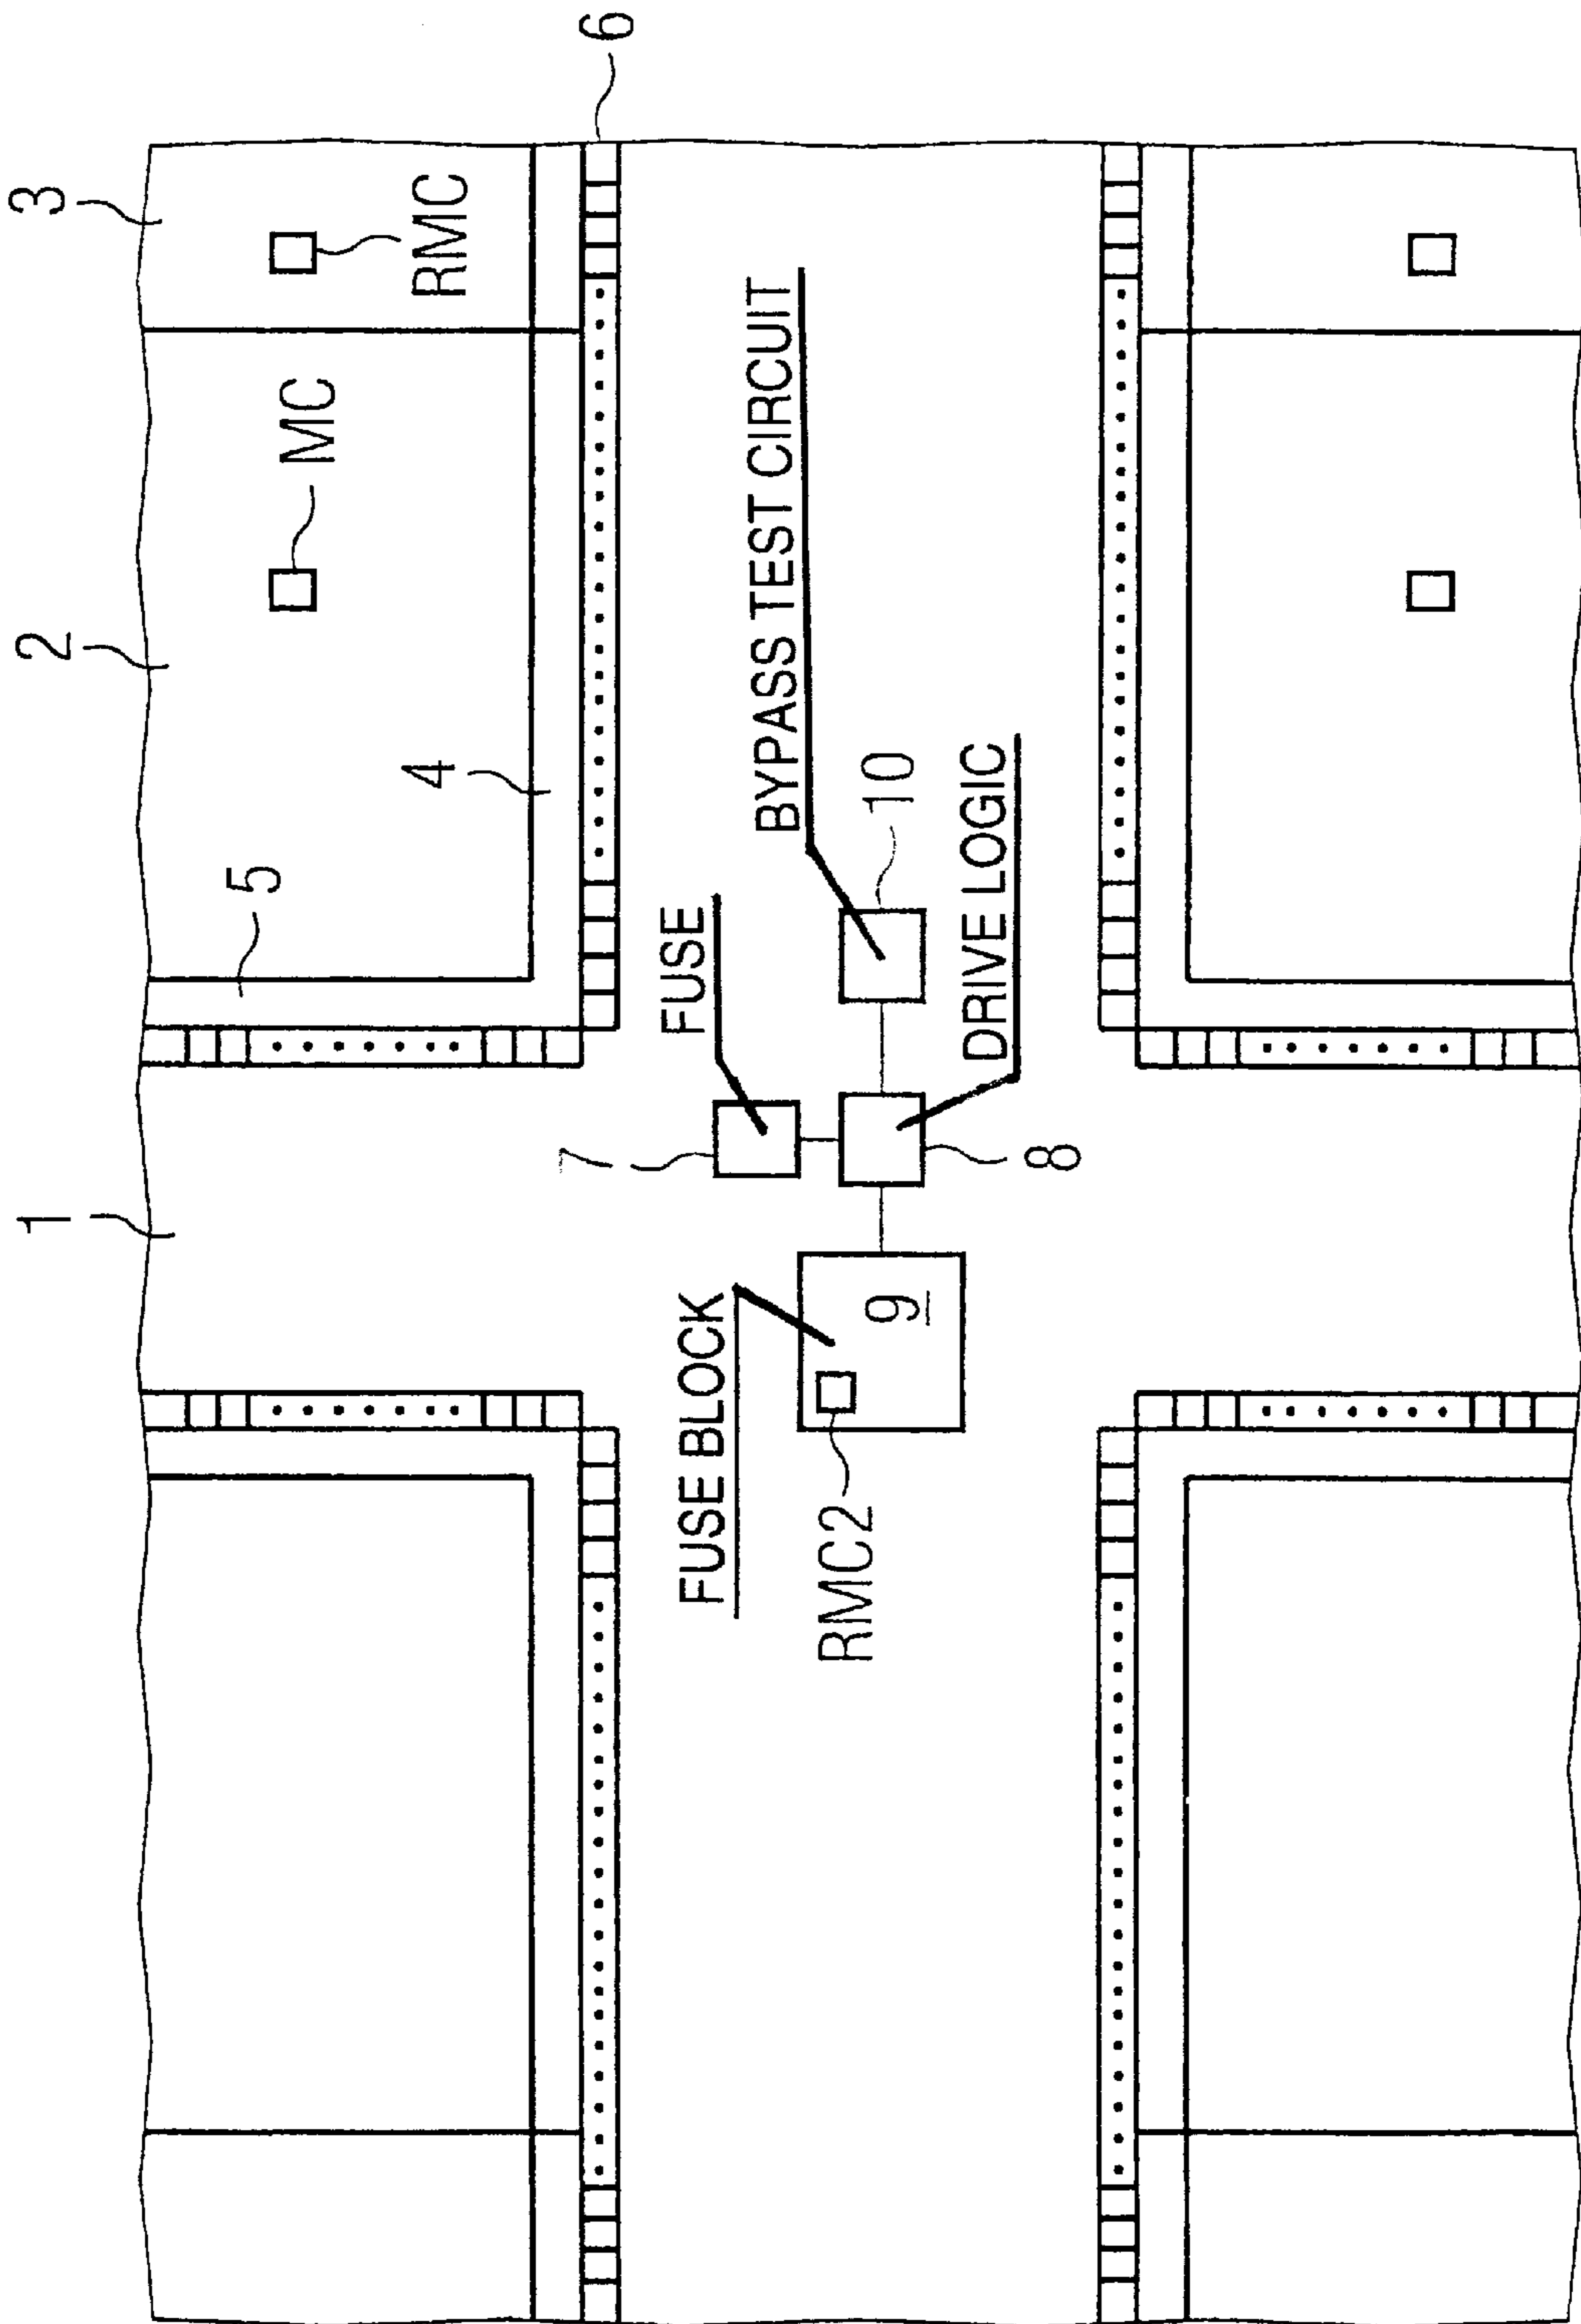 1
2
3
5
MC
RMC
4
6
FUSE BLOCK
FUSE
BYPASS TEST CIRCUIT
7
RMC2
9
8
10
DRIVE LOGIC